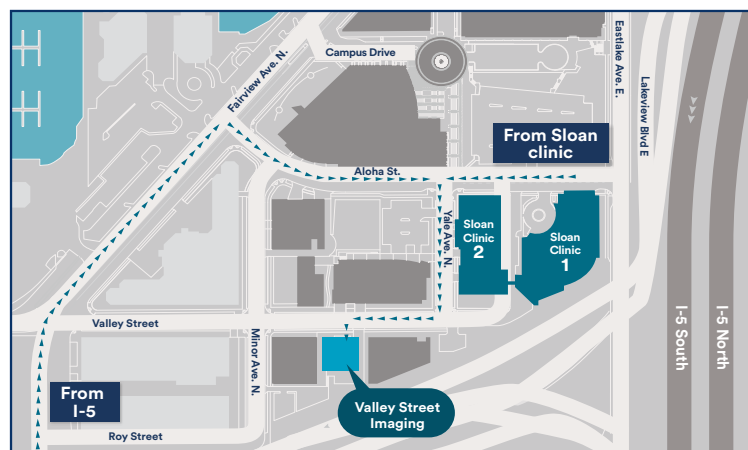 Campus Drive
Fairview Ave. N.
Eastlake Ave. E.
Lakeview Blvd E
From Sloan
clinic
Aloha St.
Yale Ave. N.
Sloan
Clinic
2
Sloan
Clinic
1
Valley Street
Minor Ave. N.
I-5 South
I-5 North
From
I-5
Valley Street
Imaging
Roy Street